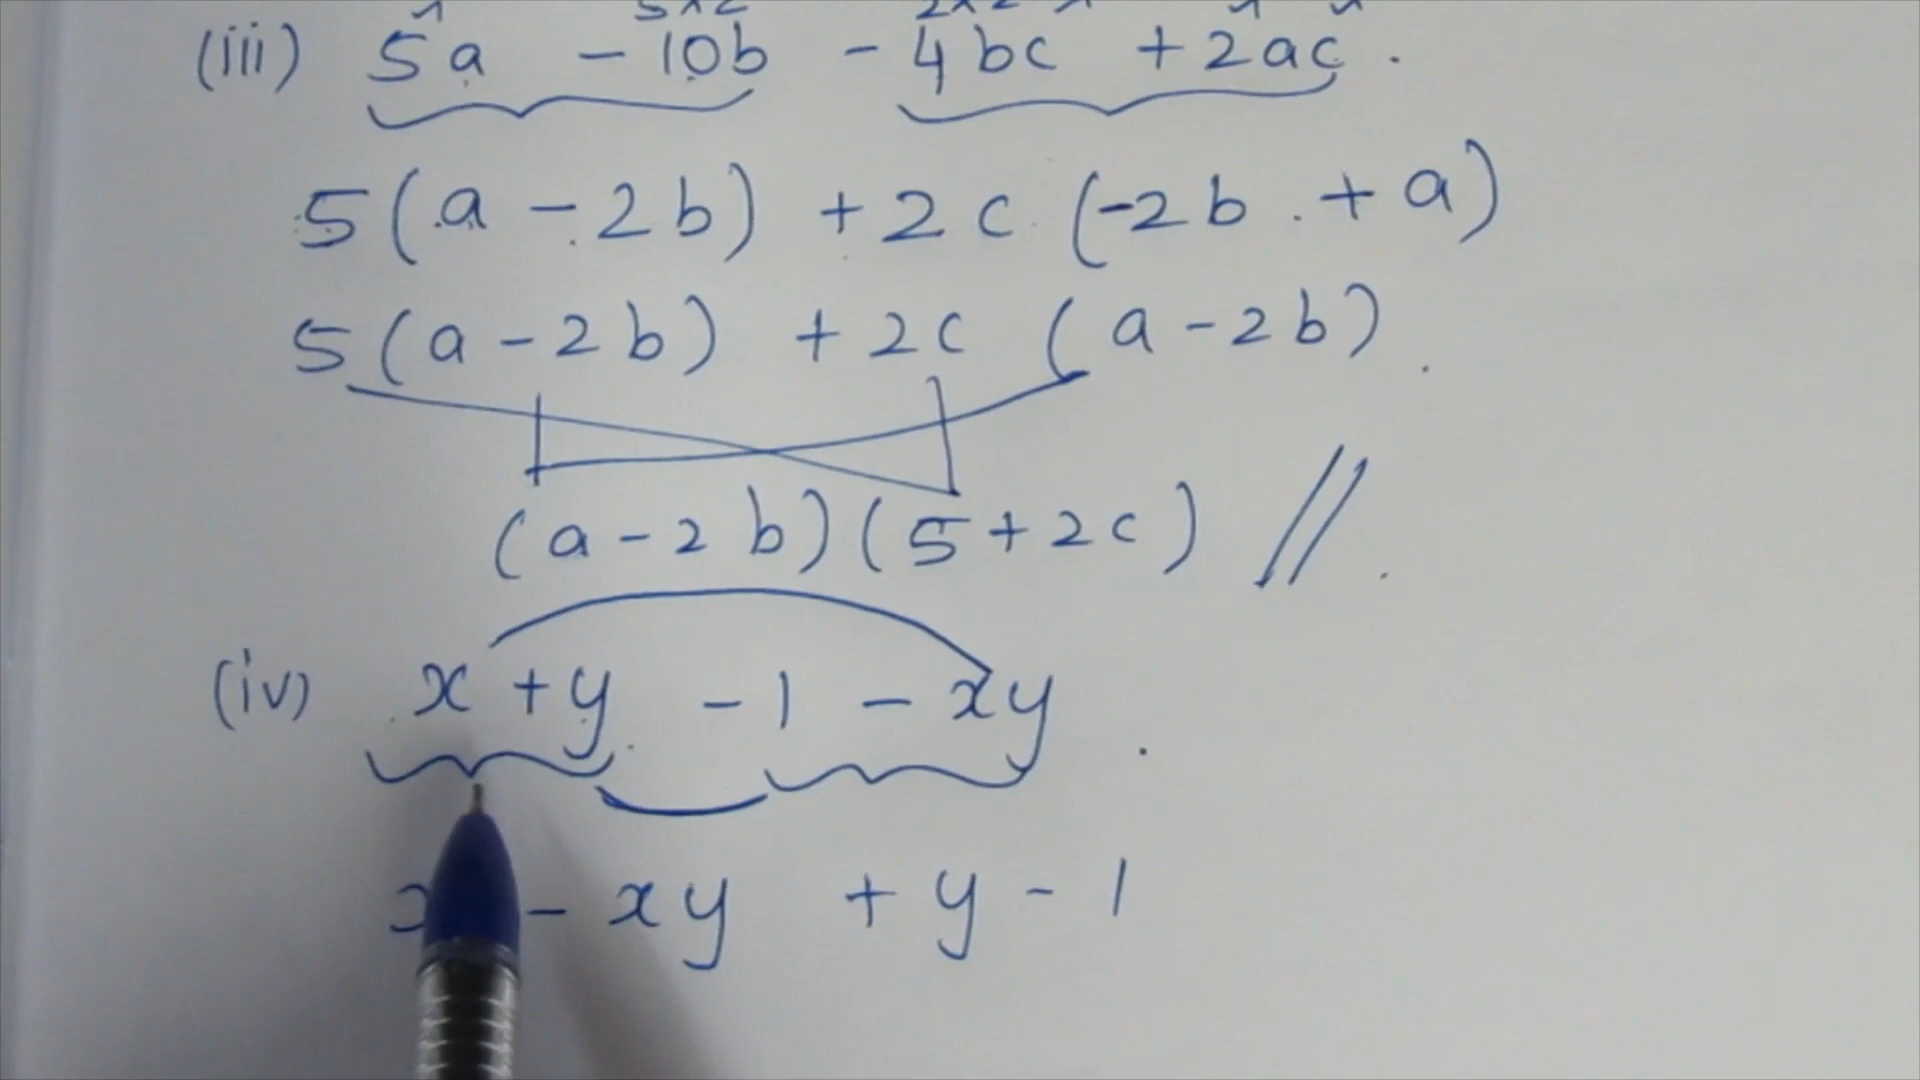 (iii) 5a - 10b - 4bc + 2ac.
5(a - 2b) + 2c (-2b + a)
5(a - 2b) + 2c (a - 2b)
(a - 2b)(5 + 2c) //
(iv) x + y - 1 - xy
- xy + y - 1